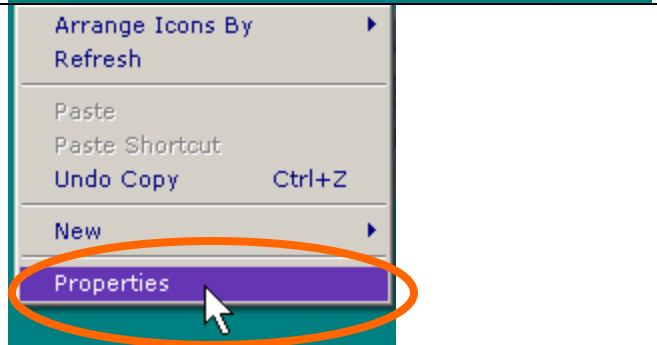 Arrange Icons By
Refresh
Paste
Paste Shortcut
Undo Copy Ctrl+Z
New
Properties